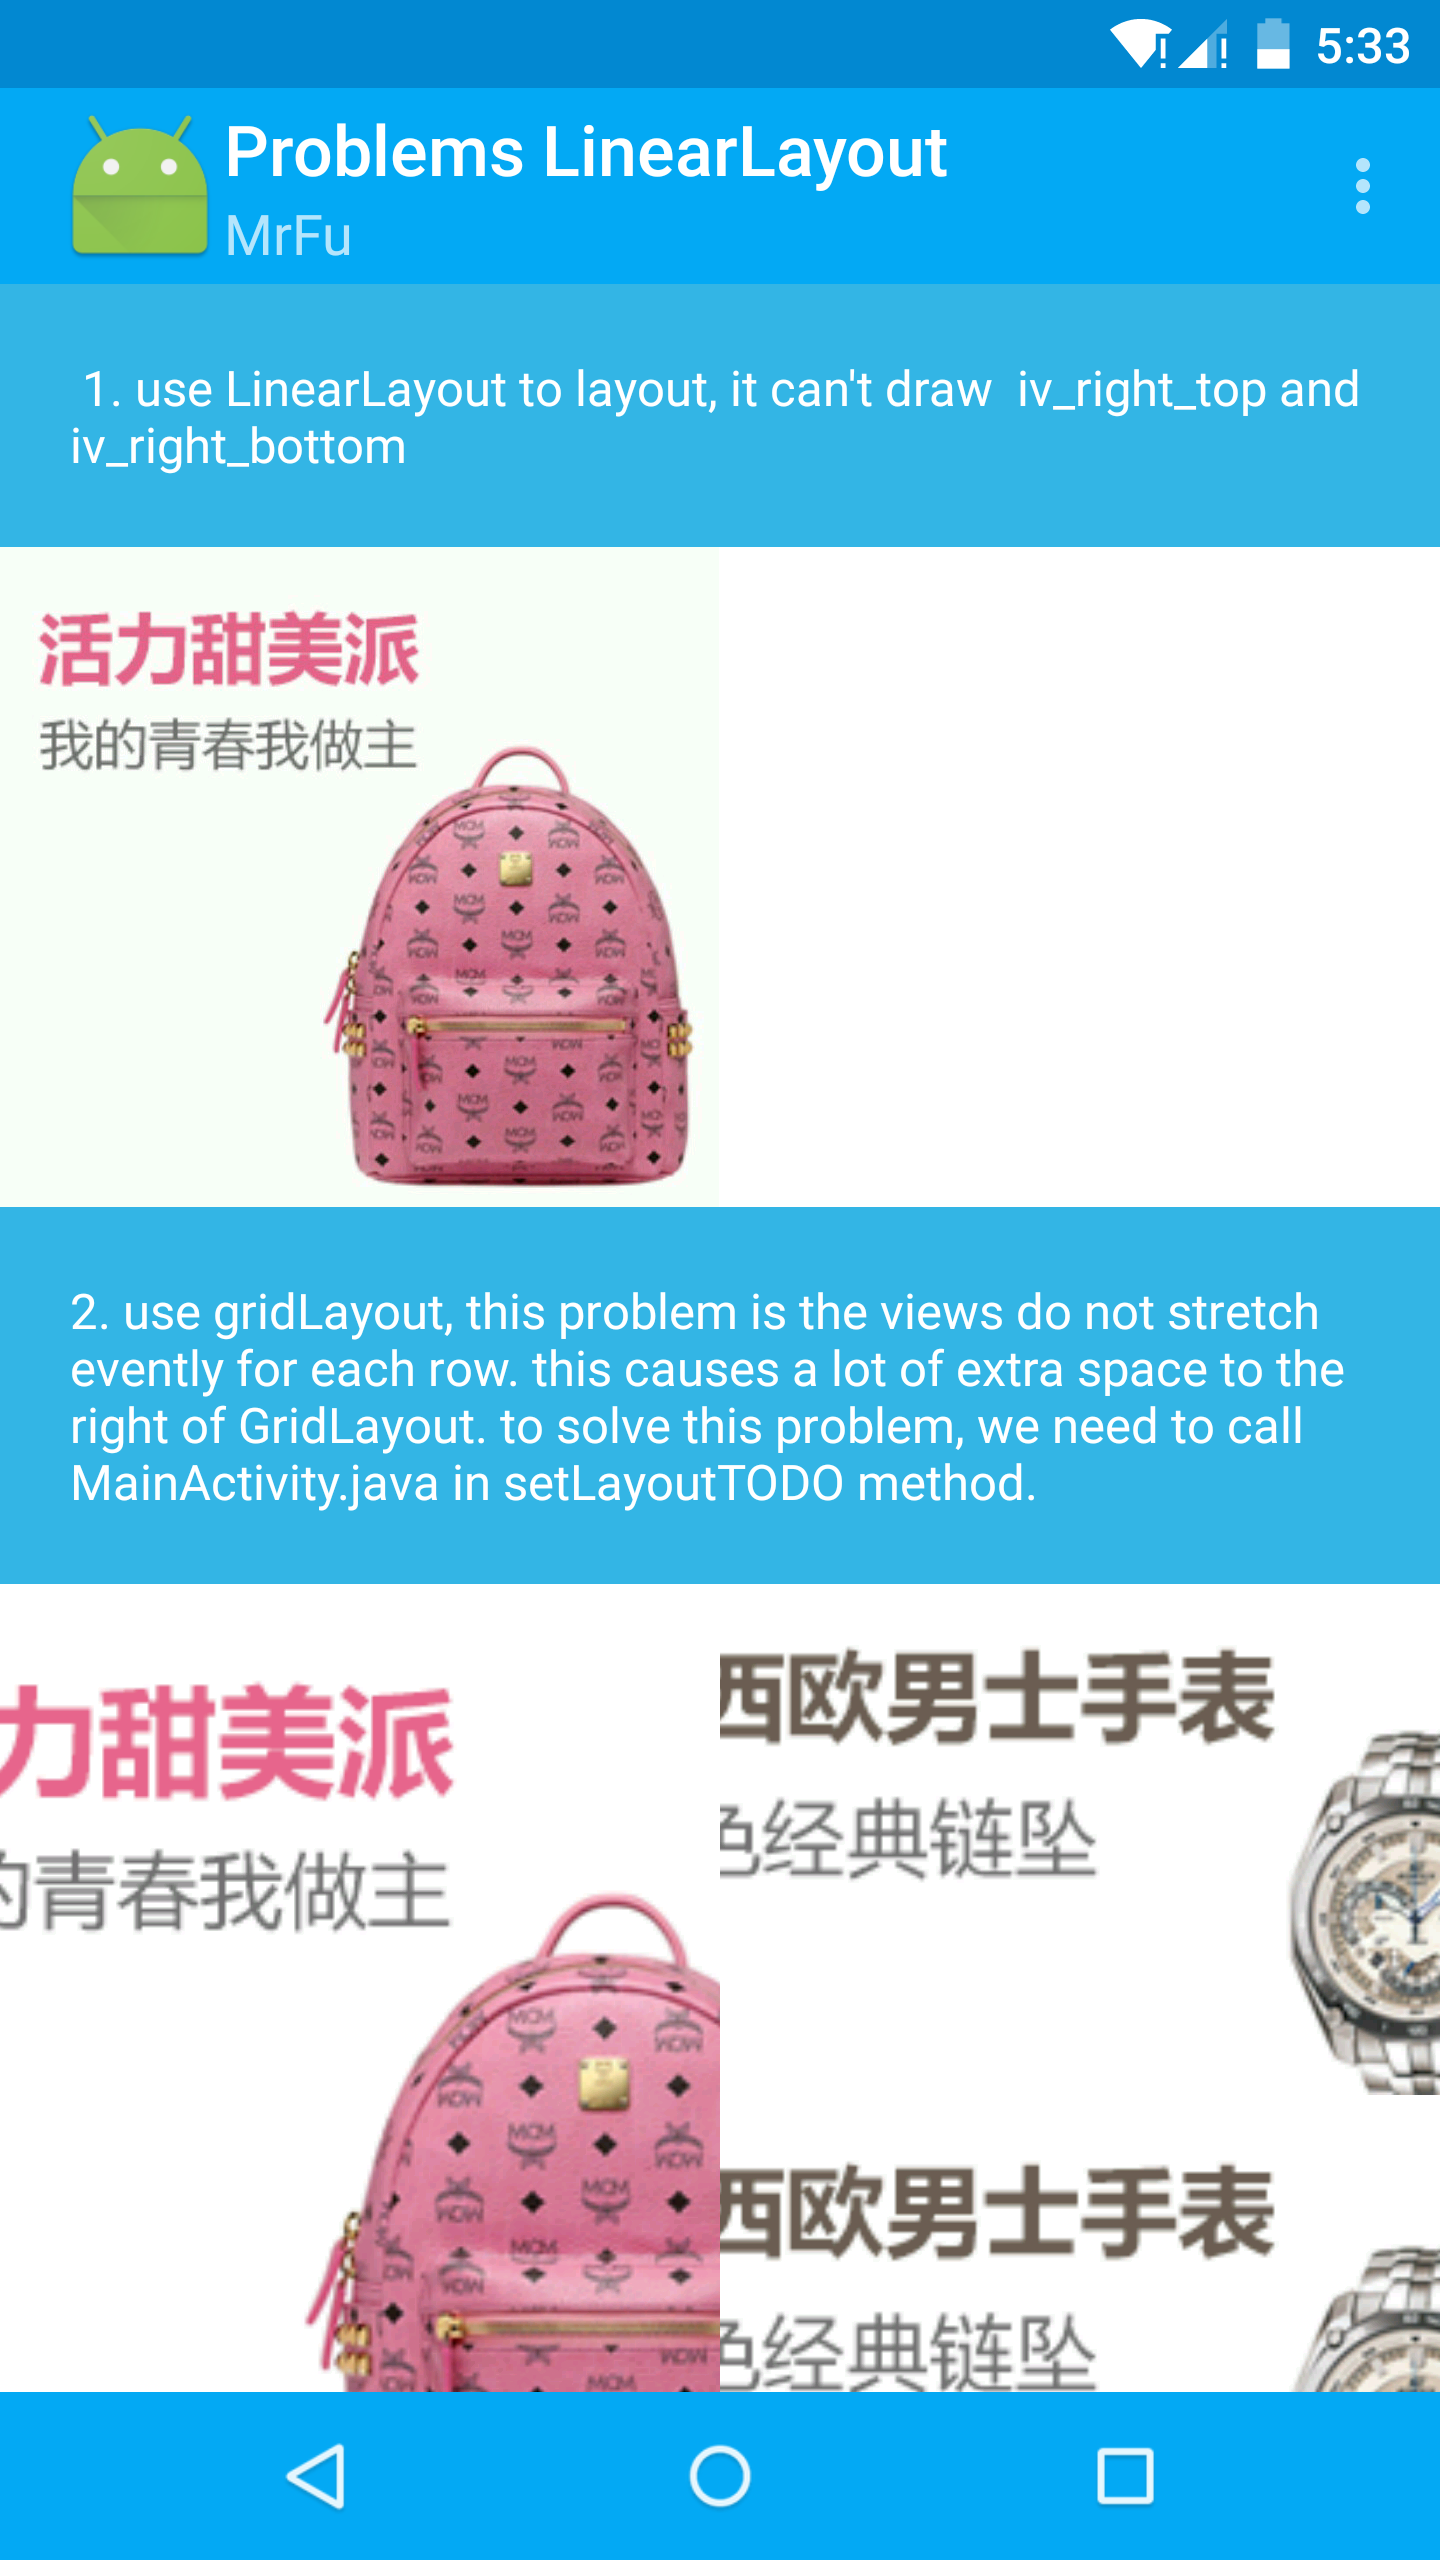 5:33
Problems LinearLayout
MrFu
1. use LinearLayout to layout, it can't draw  iv_right_top and
iv_right_bottom
活力甜美派
我的青春我做主
2. use gridLayout, this problem is the views do not stretch
evently for each row. this causes a lot of extra space to the
right of GridLayout. to solve this problem, we need to call
MainActivity.java in setLayoutTODO method.
力甜美派
的青春我做主
西欧男士手表
色经典链坠
MCM
西欧男士手表
色经典链坠